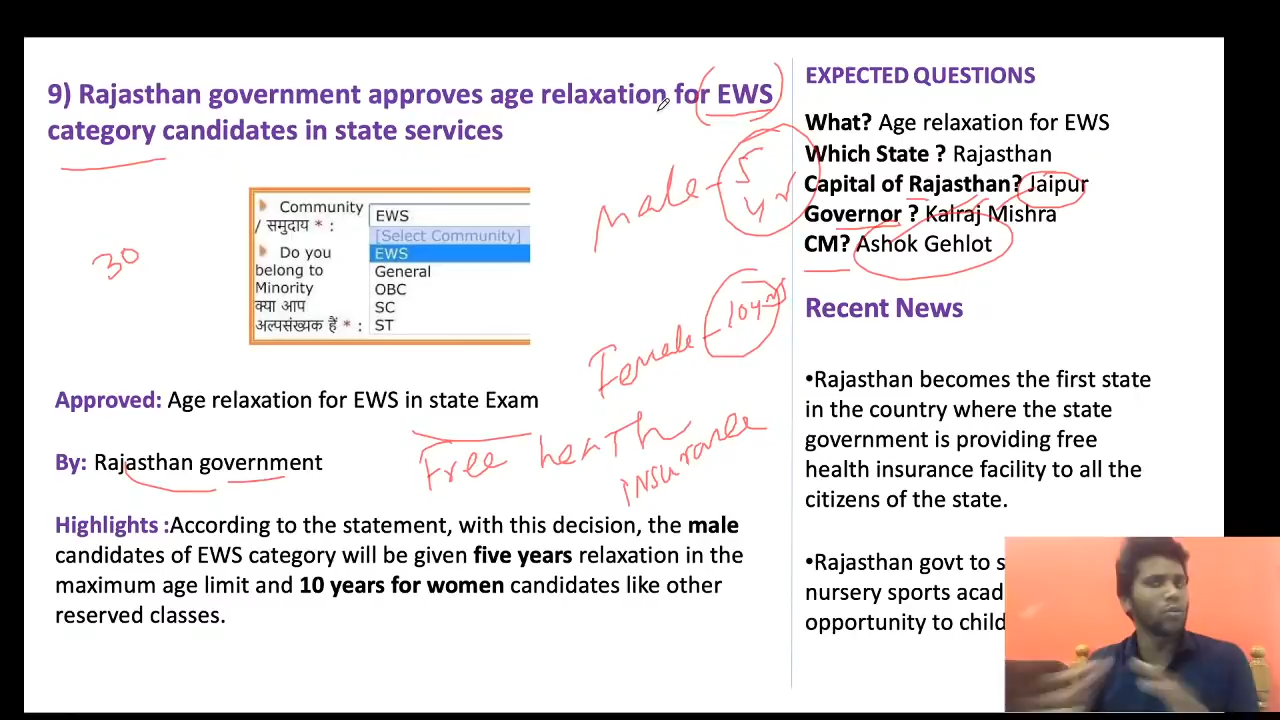 9) Rajasthan government approves age relaxation for EWS
category candidates in state services
Community
/ समुदाय * :
EWS
[Select Community]
Do you
belong to
Minority
क्या आप
अल्पसंख्यक हैं * :
EWS
General
OBC
SC
ST
30
male - 5
yr
Female - 10 yrs
Free heath
insurance
Approved: Age relaxation for EWS in state Exam
By: Rajasthan government
Highlights :According to the statement, with this decision, the male
candidates of EWS category will be given five years relaxation in the
maximum age limit and 10 years for women candidates like other
reserved classes.
EXPECTED QUESTIONS
What? Age relaxation for EWS
Which State ? Rajasthan
Capital of Rajasthan? Jaipur
Governor ? Kalraj Mishra
CM? Ashok Gehlot
Recent News
•Rajasthan becomes the first state
in the country where the state
government is providing free
health insurance facility to all the
citizens of the state.
•Rajasthan govt to s
nursery sports acad
opportunity to child